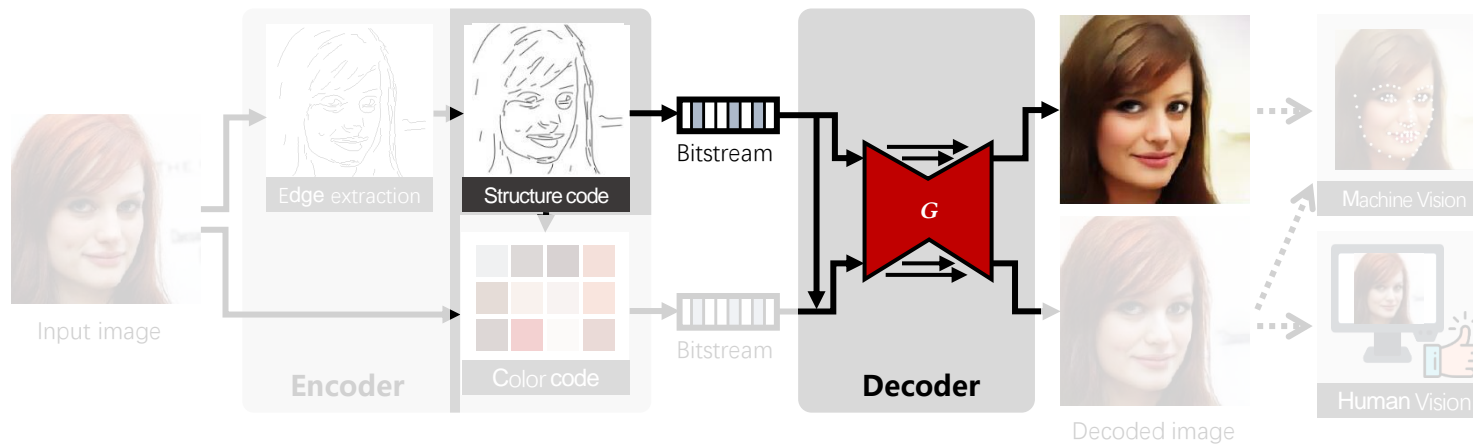 Input image
Edge extraction
Structure code
Color code
Encoder
Bitstream
Bitstream
G
Decoder
Decoded image
Machine Vision
Human Vision